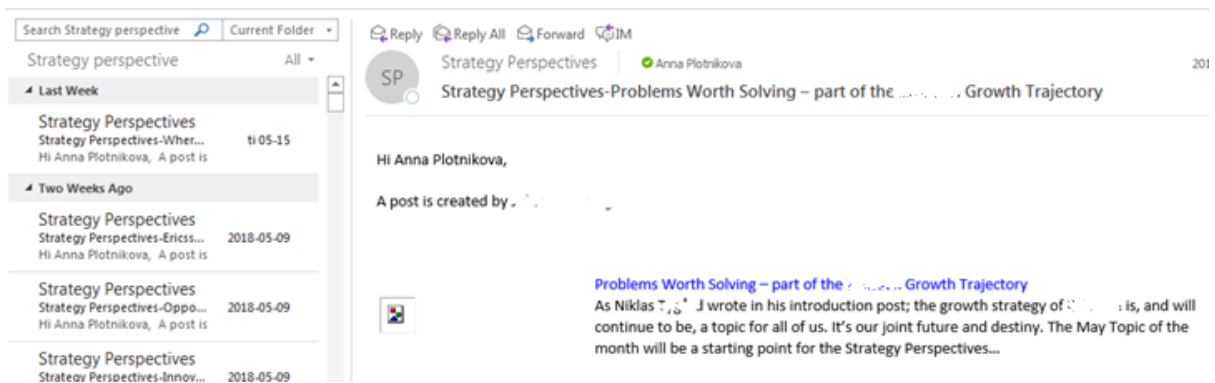 Search Strategy perspective Current Folder
Strategy perspective All
Last Week
Strategy Perspectives
Strategy Perspectives-Wher... ti 05-15
Hi Anna Plotnikova, A post is
Two Weeks Ago
Strategy Perspectives
Strategy Perspectives-Ericss... 2018-05-09
Hi Anna Plotnikova, A post is
Strategy Perspectives
Strategy Perspectives-Oppo... 2018-05-09
Hi Anna Plotnikova, A post is
Strategy Perspectives
Strategy Perspectives-Innov... 2018-05-09
Reply Reply All Forward IM
SP
Strategy Perspectives Anna Plotnikova 201
Strategy Perspectives-Problems Worth Solving – part of the Growth Trajectory
Hi Anna Plotnikova,
A post is created by
Problems Worth Solving – part of the Growth Trajectory
As Niklas wrote in his introduction post; the growth strategy of is, and will
continue to be, a topic for all of us. It's our joint future and destiny. The May Topic of the
month will be a starting point for the Strategy Perspectives...